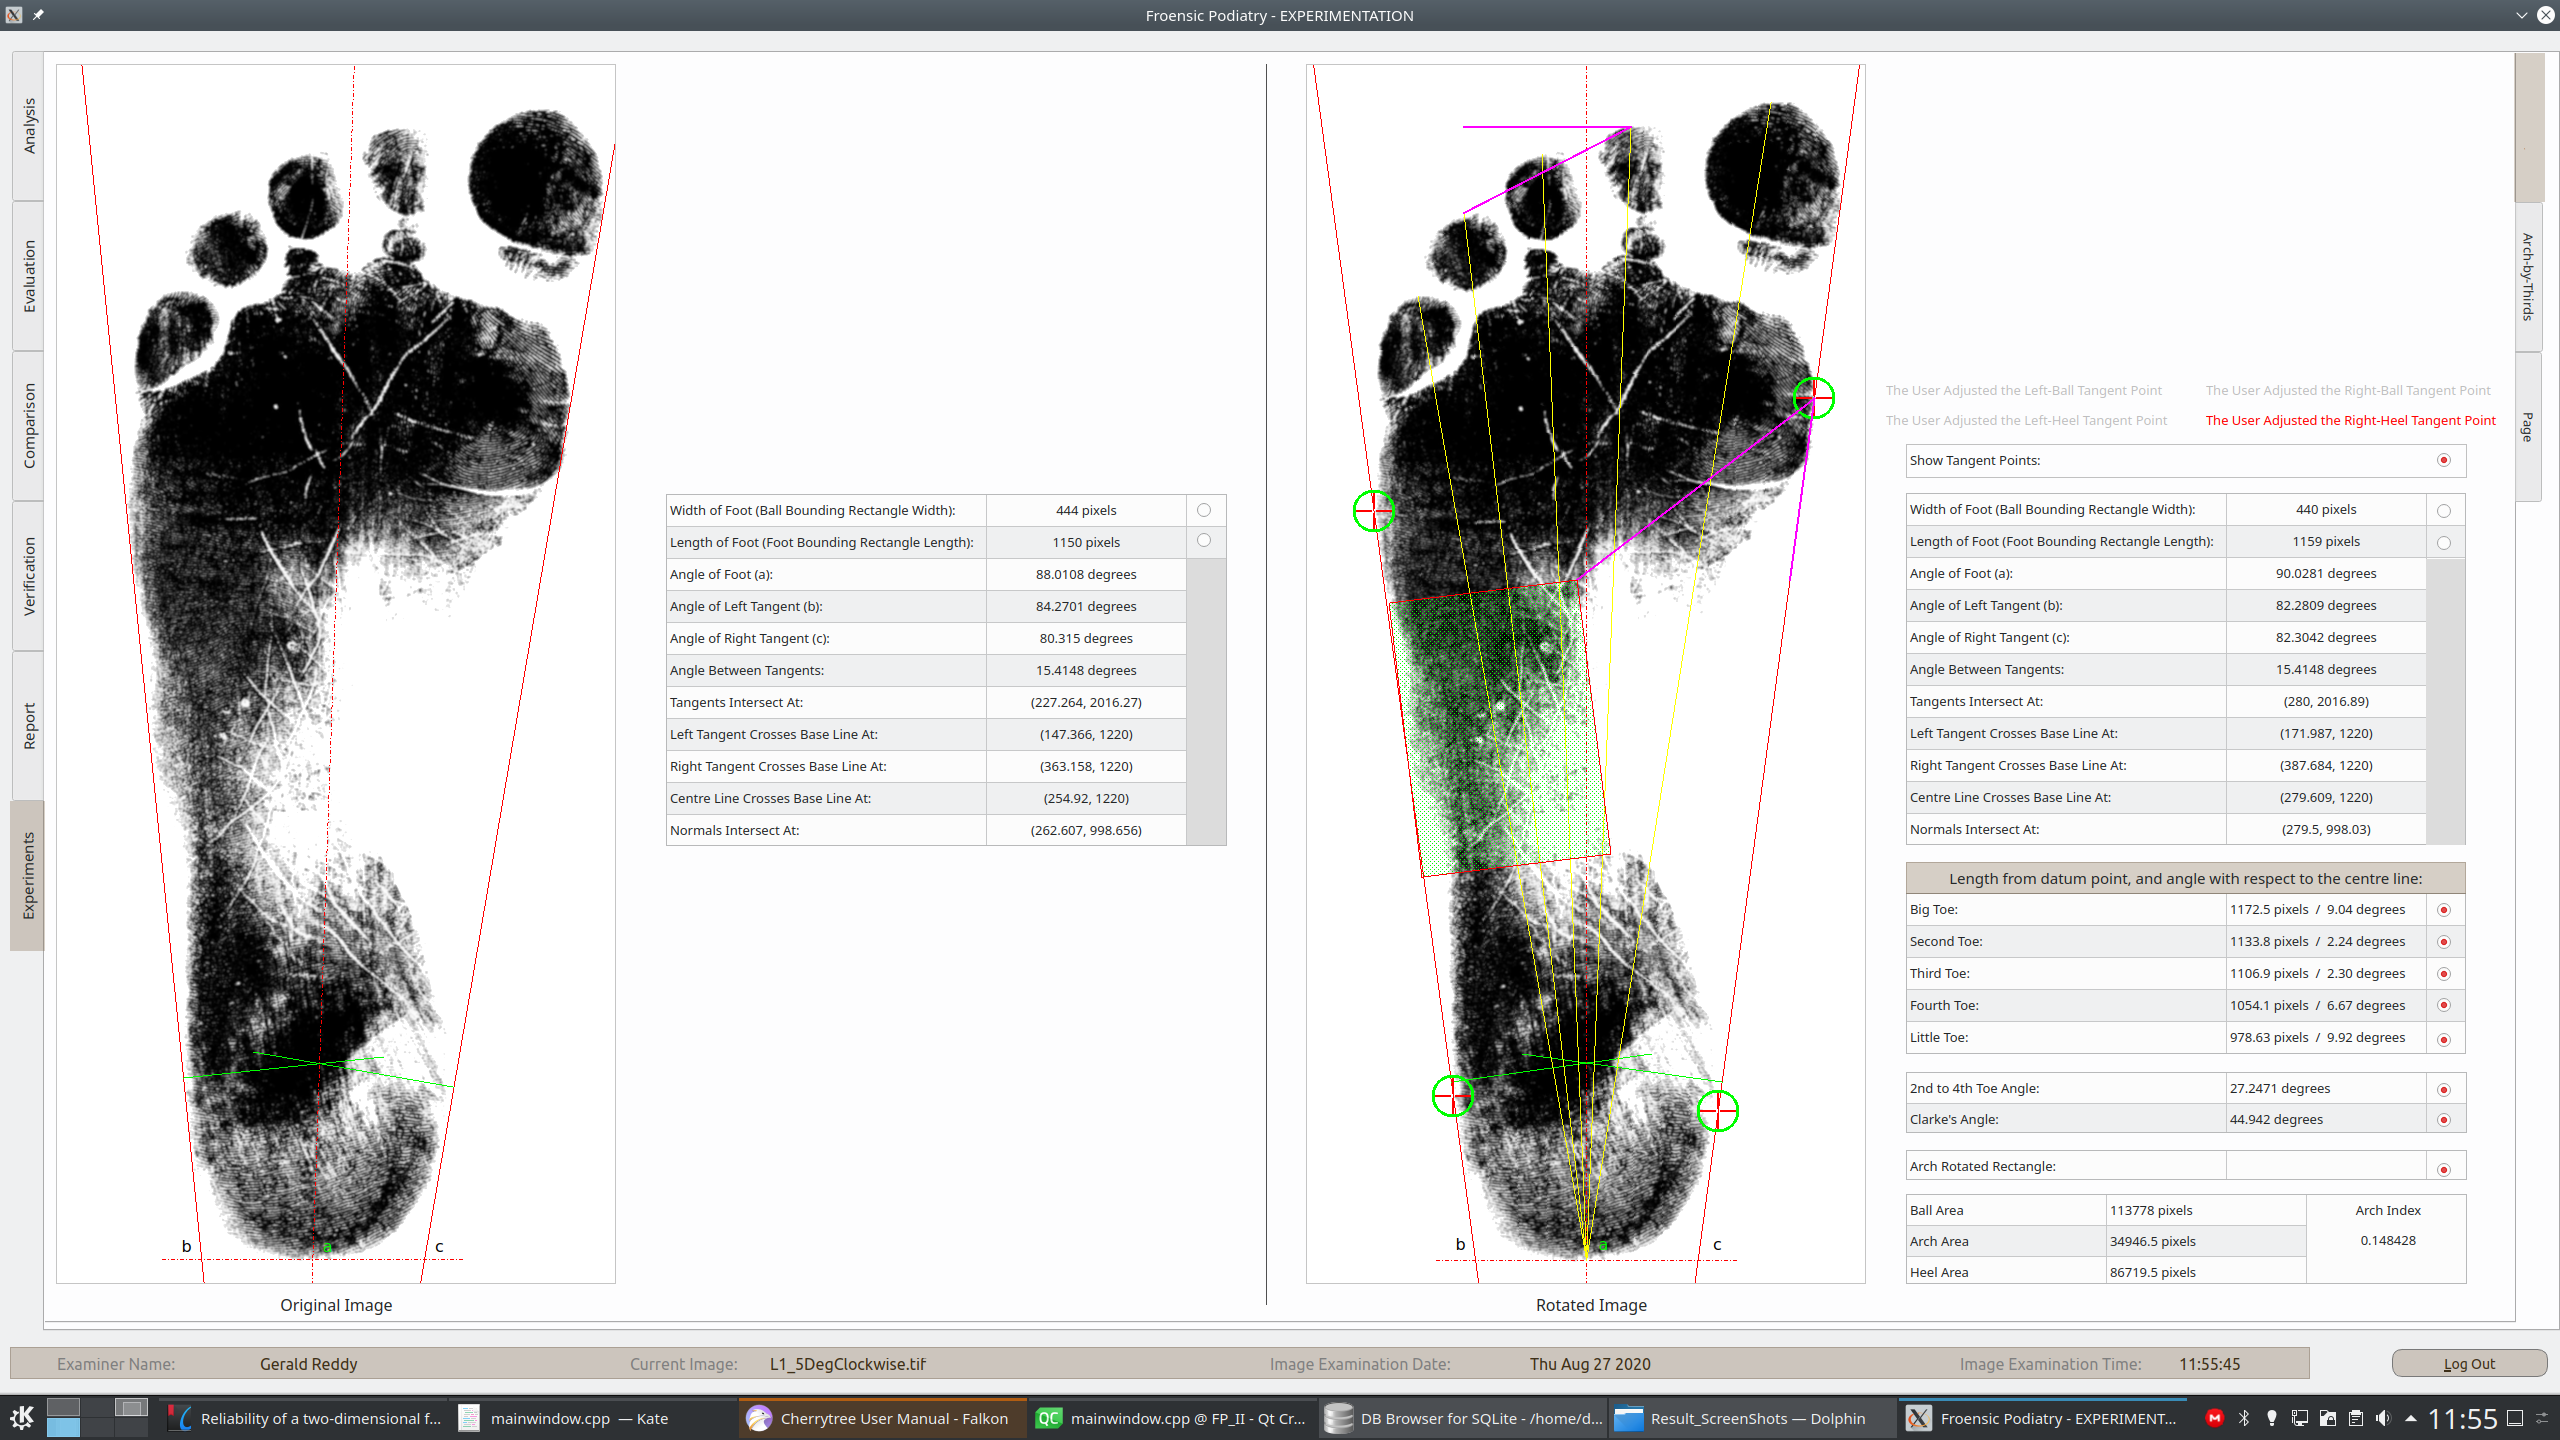 Froensic Podiatry - EXPERIMENTATION
Analysis
Evaluation
Comparison
Verification
Report
Experiments
b
a
c
Original Image
Width of Foot (Ball Bounding Rectangle Width): 444 pixels
Length of Foot (Foot Bounding Rectangle Length): 1150 pixels
Angle of Foot (a): 88.0108 degrees
Angle of Left Tangent (b): 84.2701 degrees
Angle of Right Tangent (c): 80.315 degrees
Angle Between Tangents: 15.4148 degrees
Tangents Intersect At: (227.264, 2016.27)
Left Tangent Crosses Base Line At: (147.366, 1220)
Right Tangent Crosses Base Line At: (363.158, 1220)
Centre Line Crosses Base Line At: (254.92, 1220)
Normals Intersect At: (262.607, 998.656)
b
a
c
Rotated Image
The User Adjusted the Left-Ball Tangent Point The User Adjusted the Right-Ball Tangent Point
The User Adjusted the Left-Heel Tangent Point The User Adjusted the Right-Heel Tangent Point
Show Tangent Points:
Width of Foot (Ball Bounding Rectangle Width): 440 pixels
Length of Foot (Foot Bounding Rectangle Length): 1159 pixels
Angle of Foot (a): 90.0281 degrees
Angle of Left Tangent (b): 82.2809 degrees
Angle of Right Tangent (c): 82.3042 degrees
Angle Between Tangents: 15.4148 degrees
Tangents Intersect At: (280, 2016.89)
Left Tangent Crosses Base Line At: (171.987, 1220)
Right Tangent Crosses Base Line At: (387.684, 1220)
Centre Line Crosses Base Line At: (279.609, 1220)
Normals Intersect At: (279.5, 998.03)
Length from datum point, and angle with respect to the centre line:
Big Toe: 1172.5 pixels / 9.04 degrees
Second Toe: 1133.8 pixels / 2.24 degrees
Third Toe: 1106.9 pixels / 2.30 degrees
Fourth Toe: 1054.1 pixels / 6.67 degrees
Little Toe: 978.63 pixels / 9.92 degrees
2nd to 4th Toe Angle: 27.2471 degrees
Clarke's Angle: 44.942 degrees
Arch Rotated Rectangle:
Ball Area 113778 pixels Arch Index
Arch Area 34946.5 pixels 0.148428
Heel Area 86719.5 pixels
Arch-by-Thirds
Page
Examiner Name: Gerald Reddy Current Image: L1_5DegClockwise.tif Image Examination Date: Thu Aug 27 2020 Image Examination Time: 11:55:45 Log Out
Reliability of a two-dimensional f... mainwindow.cpp — Kate Cherrytree User Manual - Falkon QC mainwindow.cpp @ FP_II - Qt Cr... DB Browser for SQLite - /home/d... Result_ScreenShots — Dolphin Froensic Podiatry - EXPERIMENT... 11:55